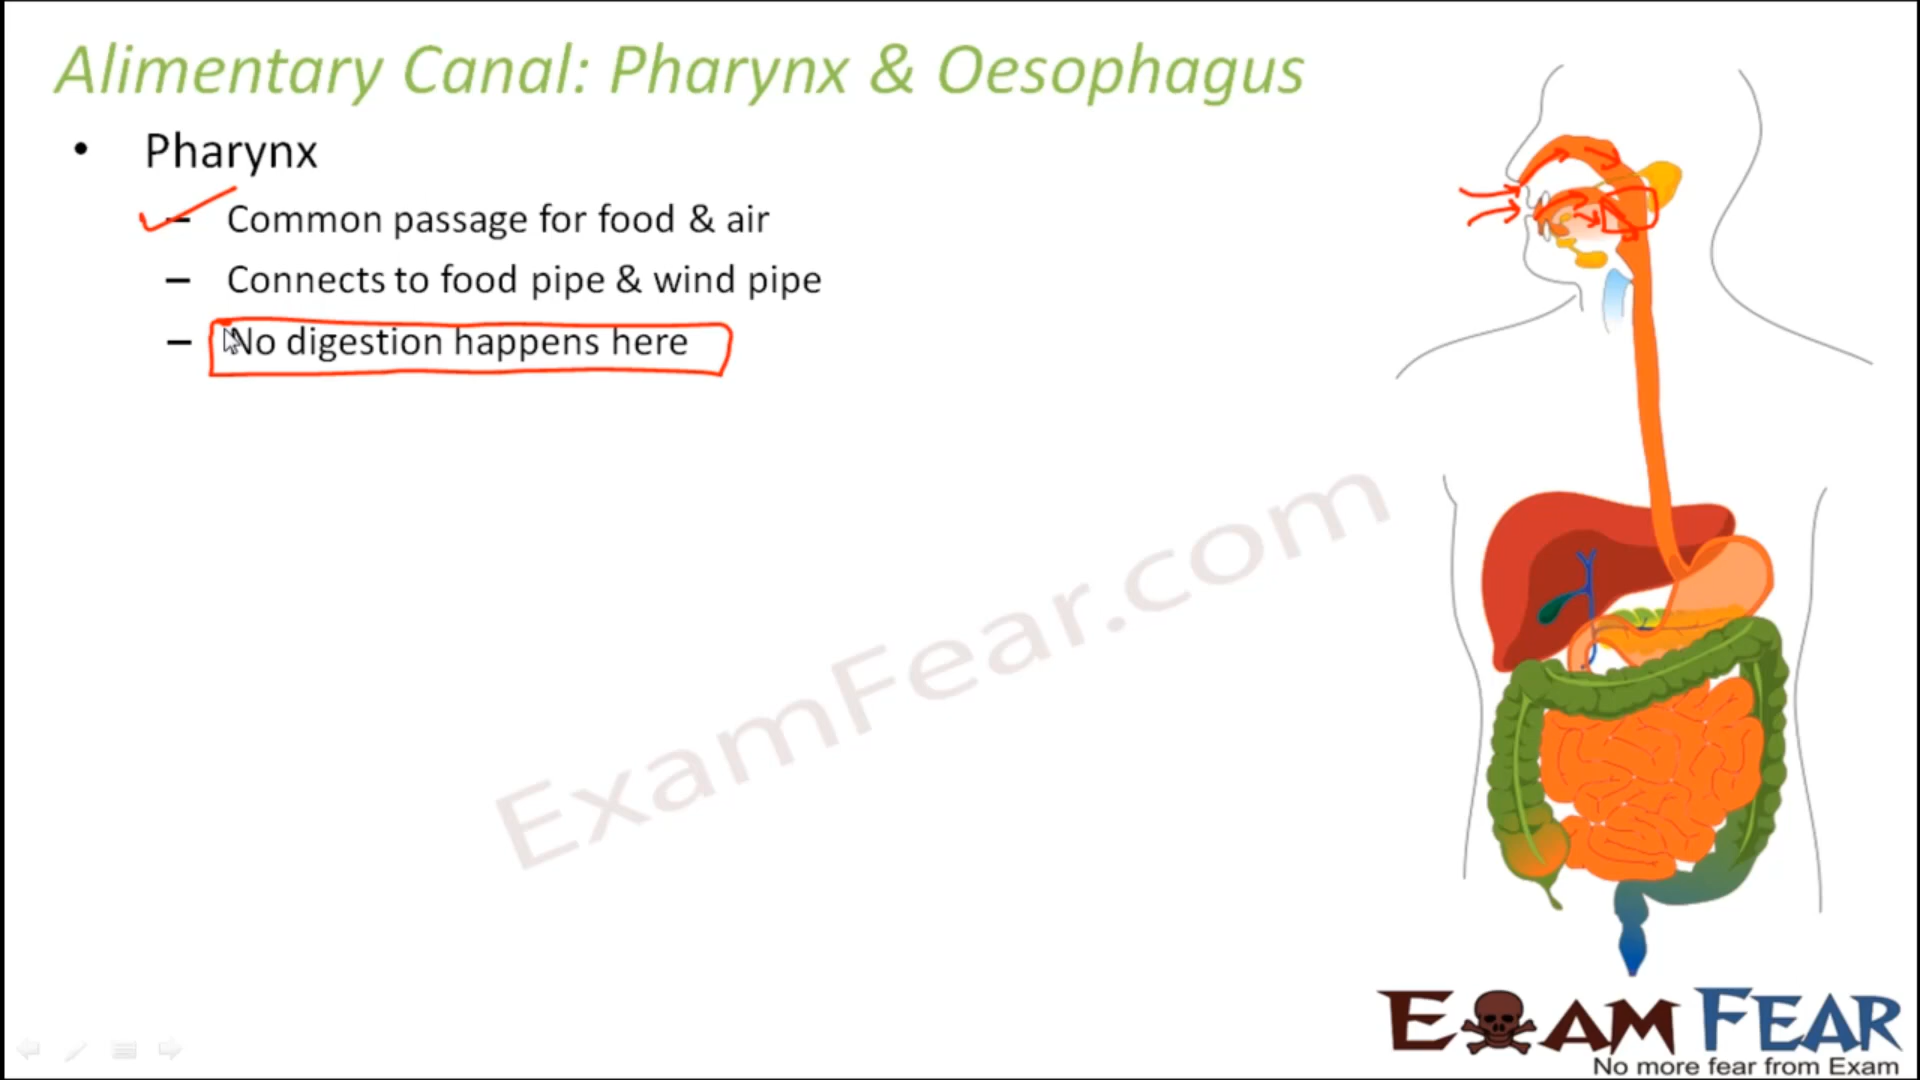 Alimentary Canal: Pharynx & Oesophagus
• Pharynx
– Common passage for food & air
– Connects to food pipe & wind pipe
– No digestion happens here
ExamFear.com
EXAM FEAR
No more fear from Exam